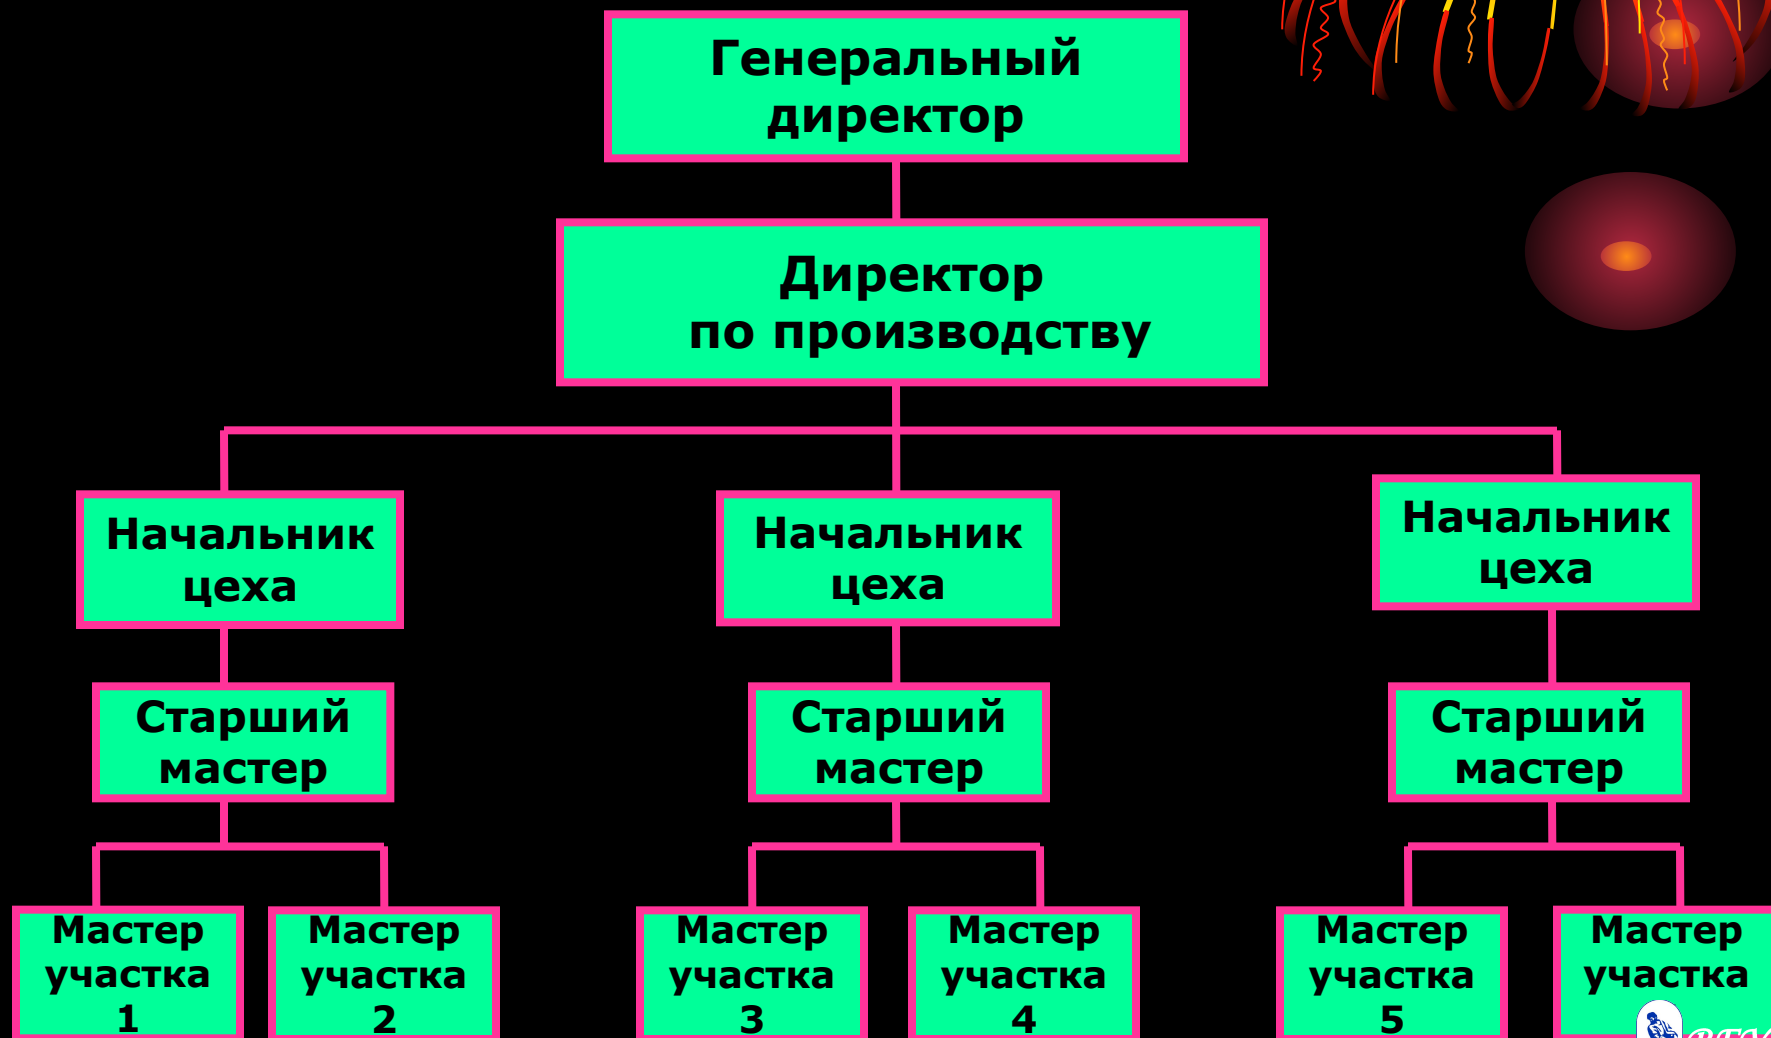 Генеральный
директор
Директор
по производству
Начальник
цеха
Начальник
цеха
Начальник
цеха
Старший
мастер
Старший
мастер
Старший
мастер
Мастер
участка
1
Мастер
участка
2
Мастер
участка
3
Мастер
участка
4
Мастер
участка
5
Мастер
участка